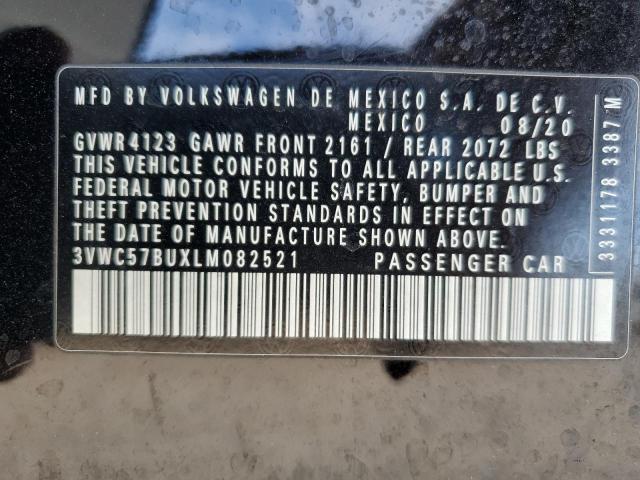 MFD BY VOLKSWAGEN DE MEXICO S.A. DE C.V.
MEXICO 08/20
GVWR 4123 GAWR FRONT 2161 / REAR 2072 LBS
THIS VEHICLE CONFORMS TO ALL APPLICABLE U.S.
FEDERAL MOTOR VEHICLE SAFETY, BUMPER AND
THEFT PREVENTION STANDARDS IN EFFECT ON
THE DATE OF MANUFACTURE SHOWN ABOVE.
3VWC57BUXLM082521 PASSENGER CAR
3331178 3387 M